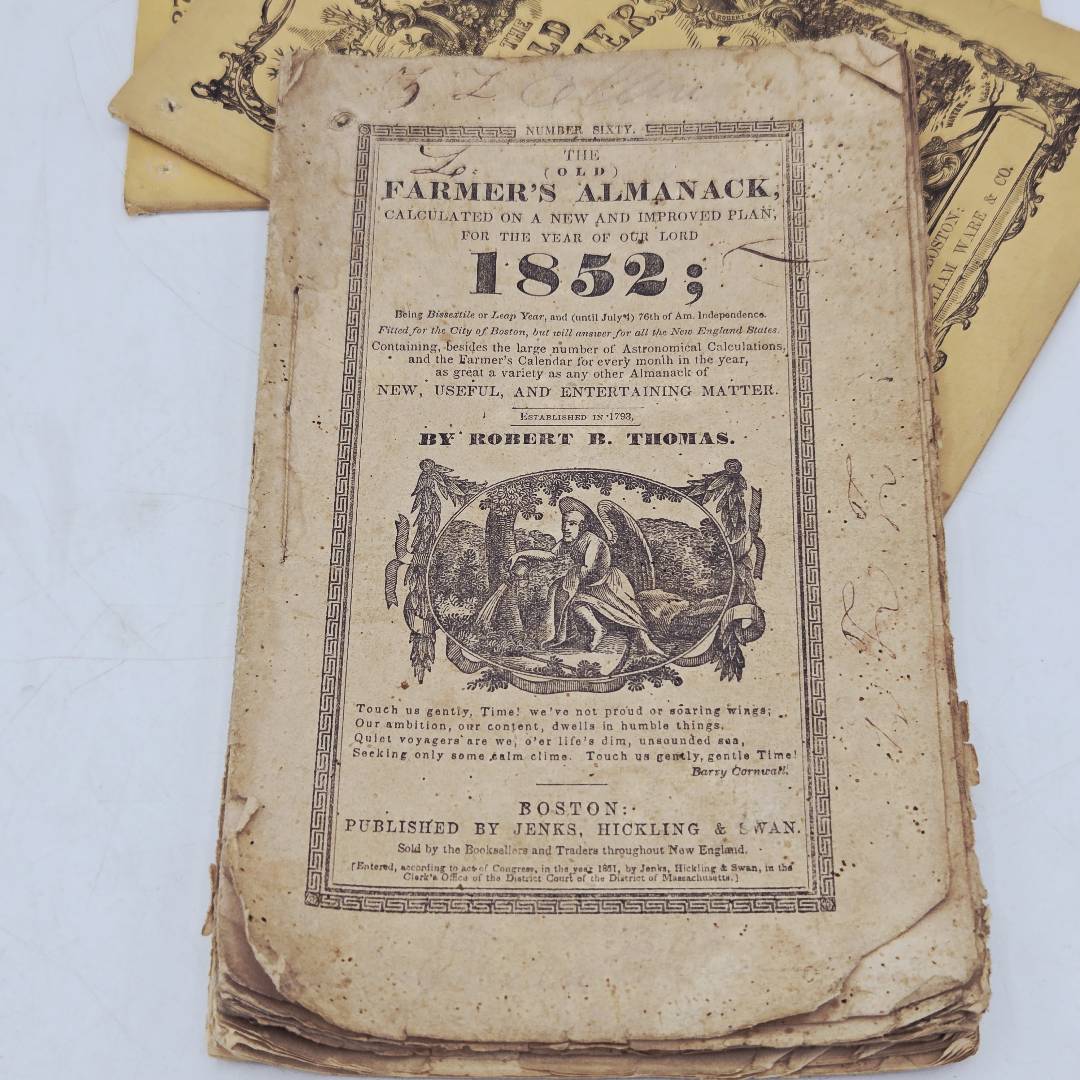 THE
OLD
BOSTON:
WARE & CO.
NUMBER SIXTY.
THE
(OLD)
FARMER'S ALMANACK,
CALCULATED ON A NEW AND IMPROVED PLAN,
FOR THE YEAR OF OUR LORD
1852;
Being Bissextile or Leap Year, and (until July 4) 76th of Am. Independence.
Fitted for the City of Boston, but will answer for all the New England States.
Containing, besides the large number of Astronomical Calculations,
and the Farmer's Calendar for every month in the year,
as great a variety as any other Almanack of
NEW, USEFUL, AND ENTERTAINING MATTER.
ESTABLISHED IN 1793,
BY ROBERT B. THOMAS.
Touch us gently, Time! we've not proud or soaring wings;
Our ambition, our content, dwells in humble things.
Quiet voyagers are we, o'er life's dim, unsounded sea,
Seeking only some calm clime. Touch us gently, gentle Time!
Barry Cornwall.
BOSTON:
PUBLISHED BY JENKS, HICKLING & SWAN.
Sold by the Booksellers and Traders throughout New England.
[Entered, according to act of Congress, in the year 1851, by Jenks, Hickling & Swan, in the
Clerk's Office of the District Court of the District of Massachusetts.]